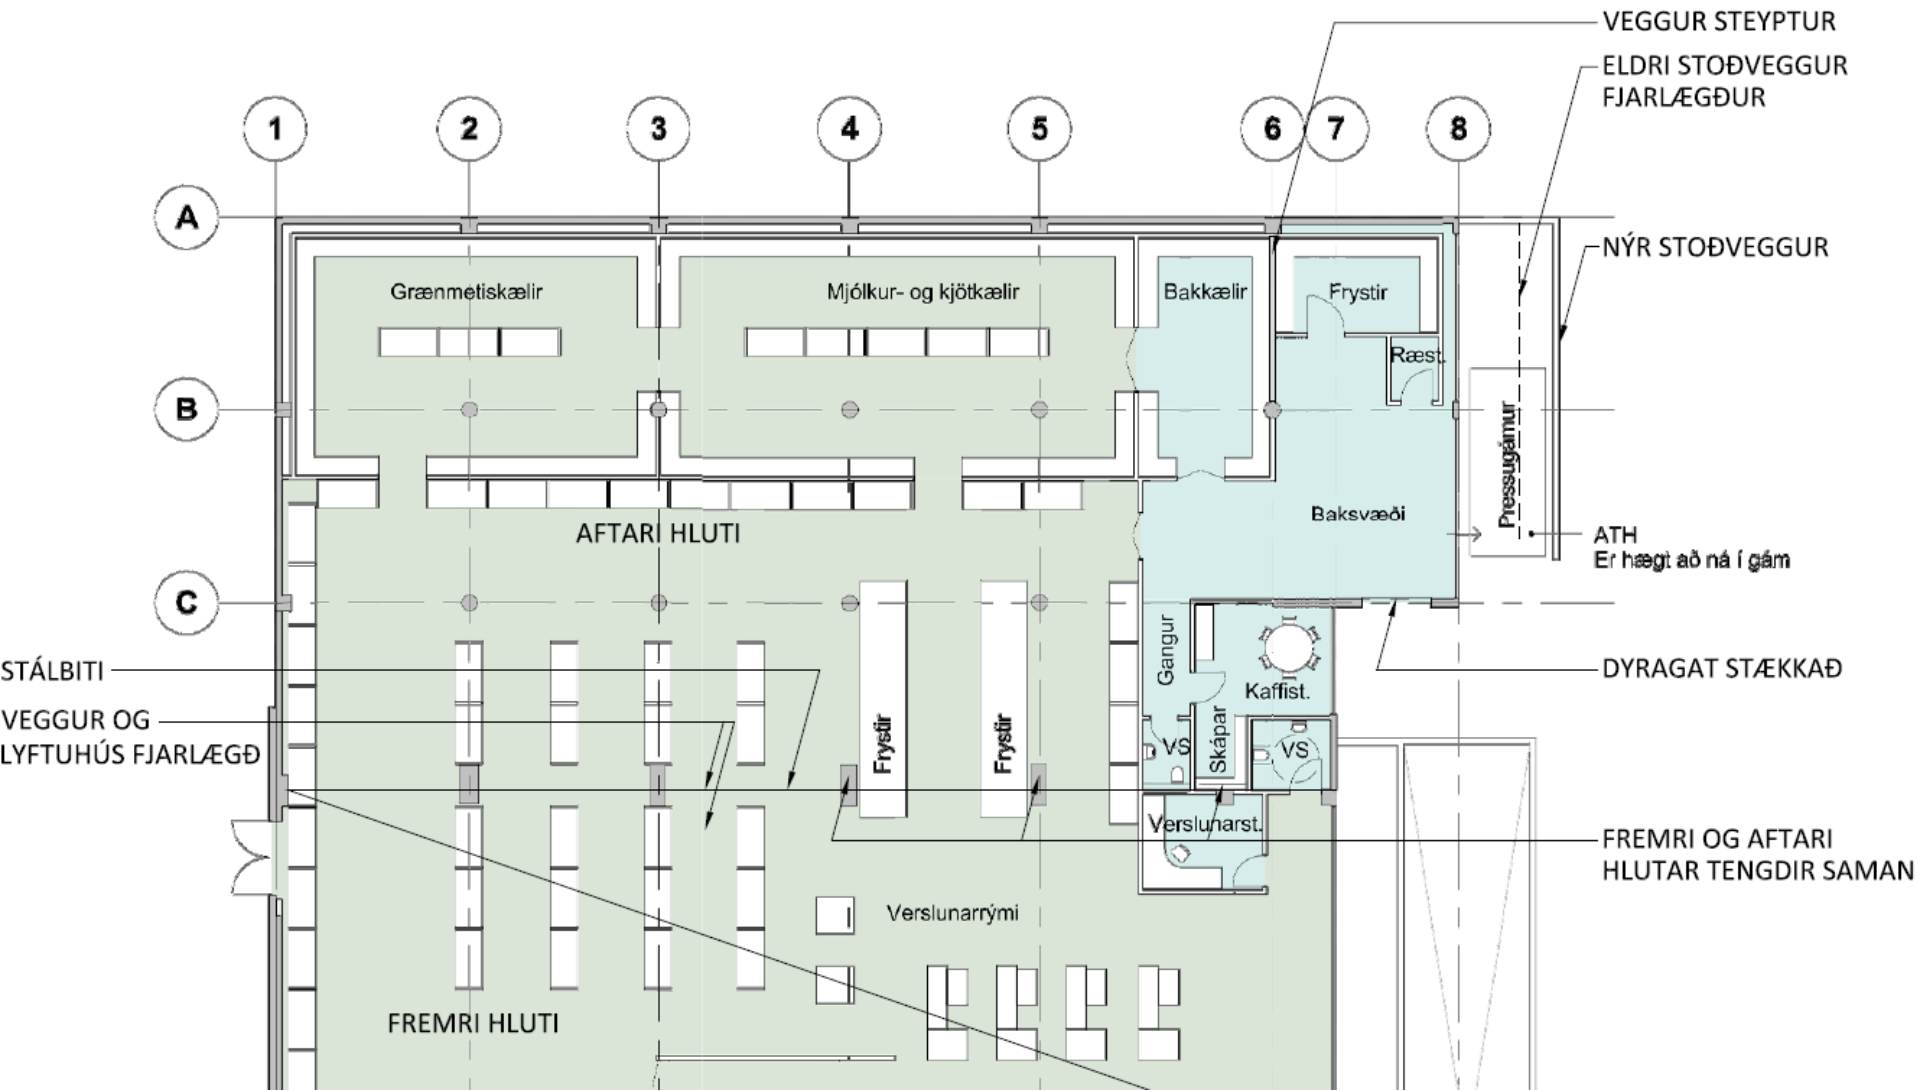 VEGGUR STEYPTUR
ELDRI STOÐVEGGUR
FJARLÆGÐUR
1
2
3
4
5
6
7
8
A
NÝR STOÐVEGGUR
Grænmetiskælir
Mjólkur- og kjötkælir
Bakkælir
Frystir
Ræst.
B
Pressugámur
Baksvæði
AFTARI HLUTI
ATH
Er hægt að ná í gám
C
Gangur
STÁLBITI
DYRAGAT STÆKKAÐ
Kaffist.
VEGGUR OG
LYFTUHÚS FJARLÆGÐ
Frystir
Frystir
VS
Skápar
VS
Verslunarst.
FREMRI OG AFTARI
HLUTAR TENGDIR SAMAN
Verslunarrými
FREMRI HLUTI